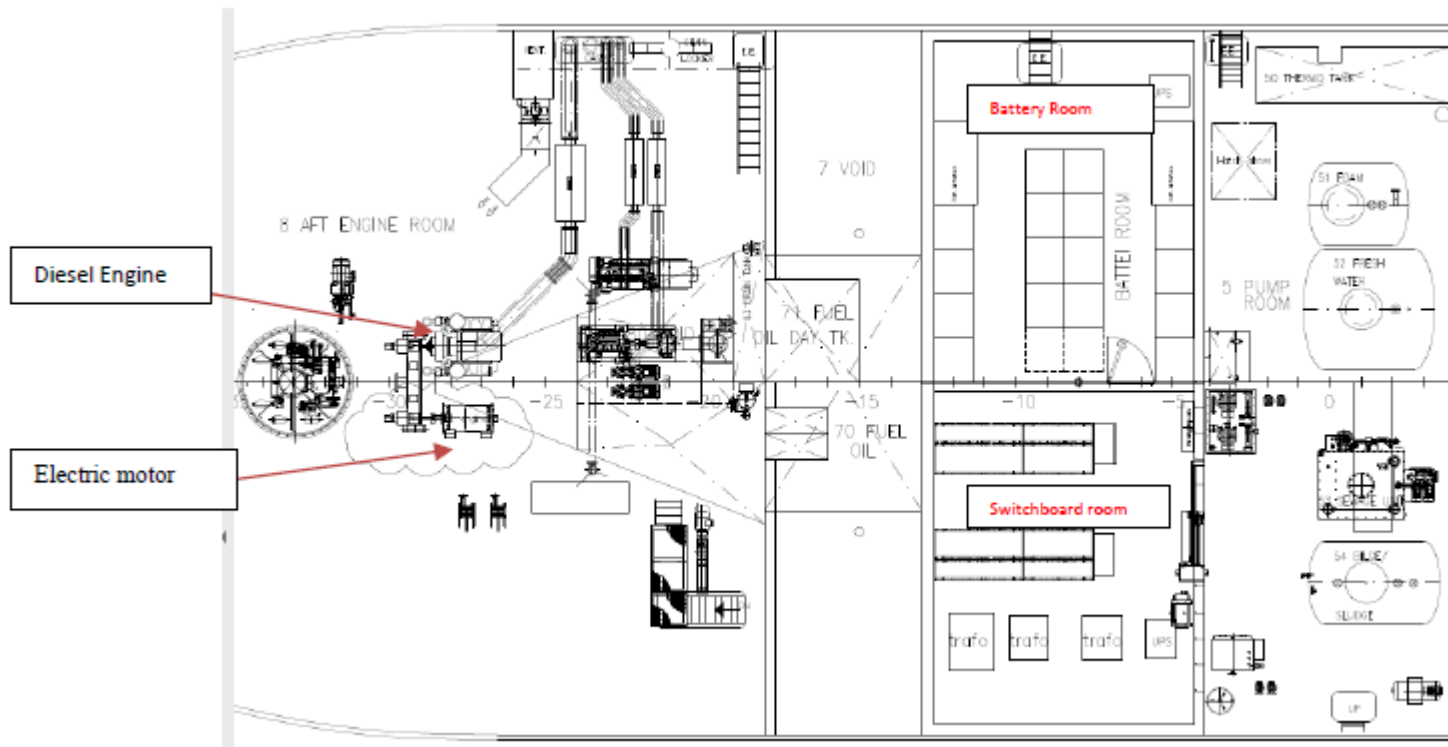 VENT
E.E
E.E
50 THERMO TANK
UPS
Battery Room
7 VOID
51 FOAM
8 AFT ENGINE ROOM
52 FRESH
WATER
5 PUMP
ROOM
Diesel Engine
71 FUEL
OIL DAY TK.
BATTEI ROOM
-30
-25
-20
-15
-10
-5
0
70 FUEL
OIL
Electric motor
Switchboard room
54 BILGE/
SLUDGE
trafo
trafo
trafo
UPS
UP